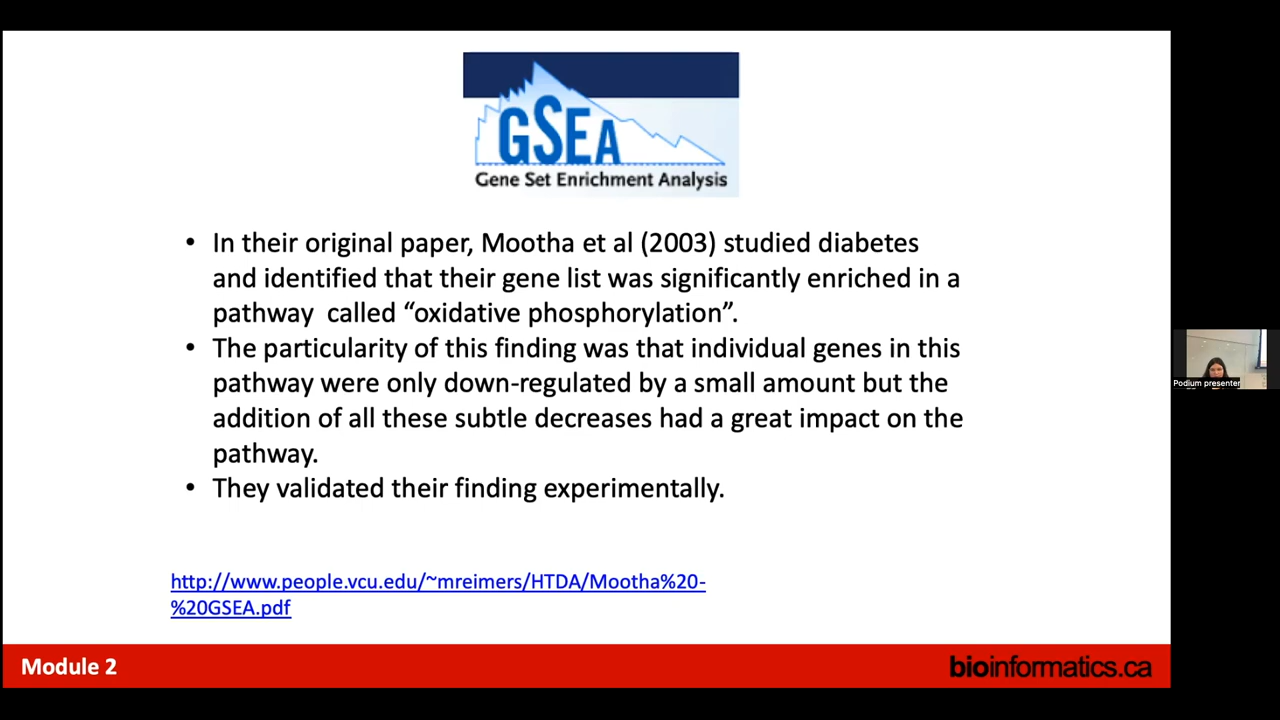 GSEA
Gene Set Enrichment Analysis
• In their original paper, Mootha et al (2003) studied diabetes
and identified that their gene list was significantly enriched in a
pathway called “oxidative phosphorylation”.
• The particularity of this finding was that individual genes in this
pathway were only down-regulated by a small amount but the
addition of all these subtle decreases had a great impact on the
pathway.
• They validated their finding experimentally.
http://www.people.vcu.edu/~mreimers/HTDA/Mootha%20-
%20GSEA.pdf
Podium presenter
Module 2
bioinformatics.ca